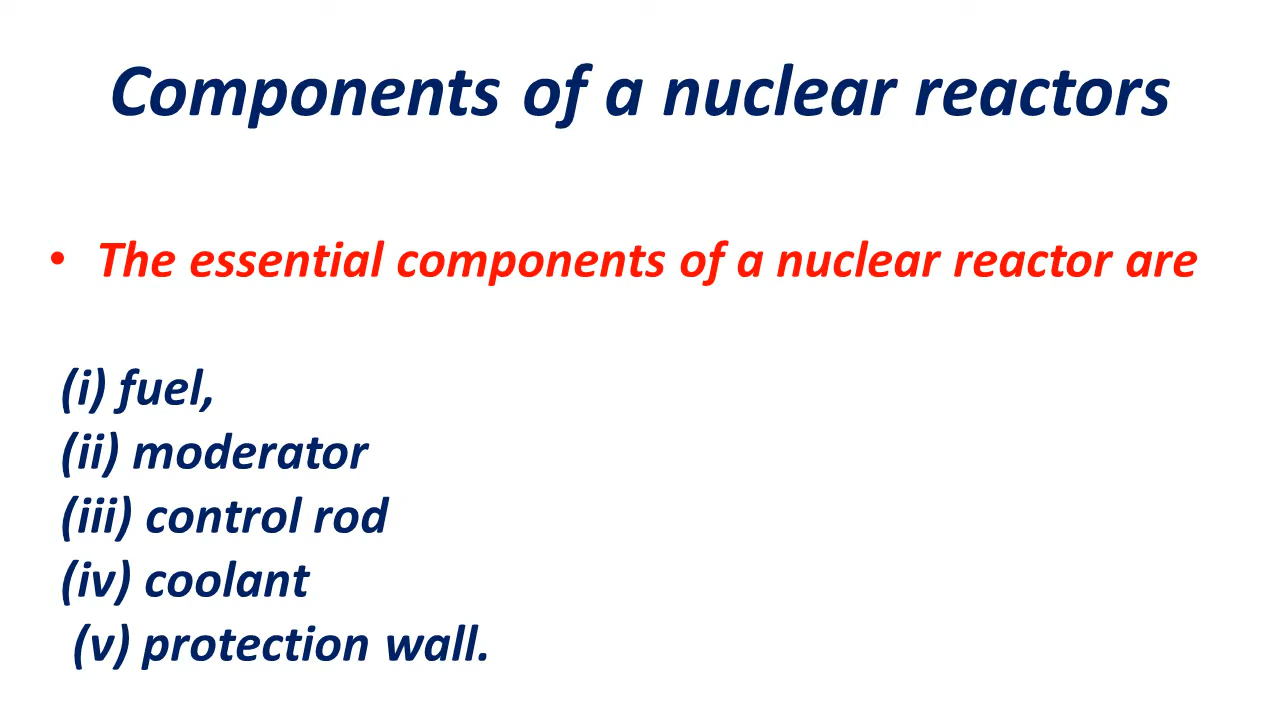 Components of a nuclear reactors
• The essential components of a nuclear reactor are
(i) fuel,
(ii) moderator
(iii) control rod
(iv) coolant
(v) protection wall.